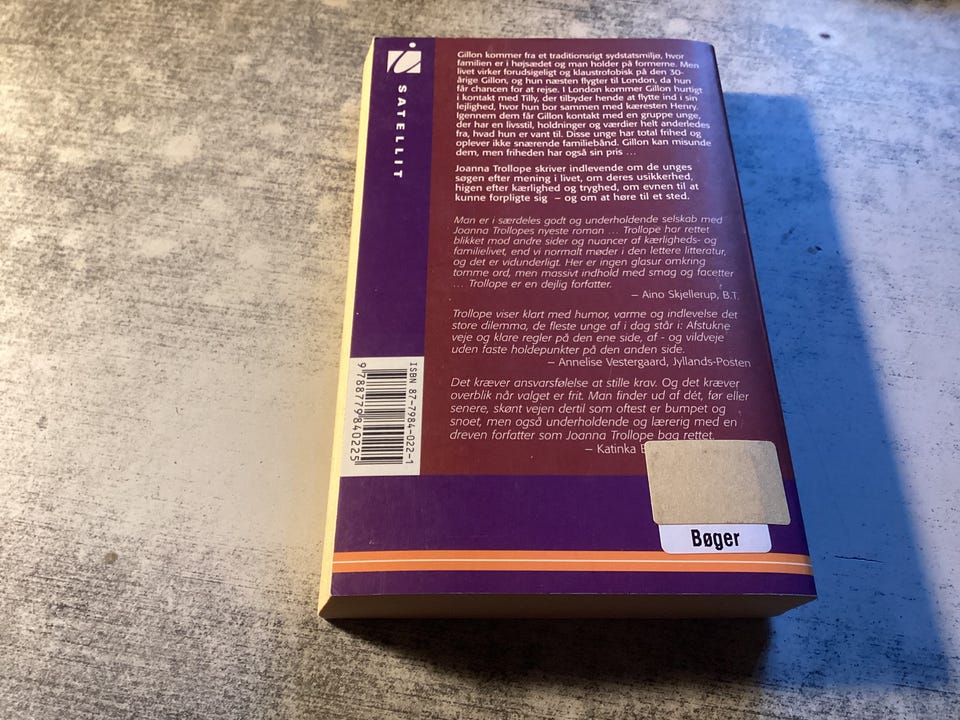 Gillon kommer fra et traditionsrigt sydstatsmiljø, hvor
familien er i højsædet og man holder på formerne. Men
livet virker forudsigeligt og klaustrofobisk på den 30-
årige Gillon, og hun næsten flygter til London, da hun
får chancen for at rejse. I London kommer Gillon hurtigt
i kontakt med Tilly, der tilbyder hende at flytte ind i sin
lejlighed, hvor hun bor sammen med kæresten Henry.
Igennem dem får Gillon kontakt med en gruppe unge,
der har en livsstil, holdninger og værdier helt anderledes
fra, hvad hun er vant til. Disse unge har total frihed og
oplever ikke snærende familiebånd. Gillon kan misunde
dem, men friheden har også sin pris ...
Joanna Trollope skriver indlevende om de unges
søgen efter mening i livet, om deres usikkerhed,
higen efter kærlighed og tryghed, om evnen til at
kunne forpligte sig – og om at høre til et sted.
Man er i særdeles godt og underholdende selskab med
Joanna Trollopes nyeste roman ... Trollope har rettet
blikket mod andre sider og nuancer af kærligheds- og
familielivet, end vi normalt møder i den lettere litteratur,
og det er vidunderligt. Her er ingen glasur omkring
tomme ord, men massivt indhold med smag og facetter
... Trollope er en dejlig forfatter.
– Aino Skjellerup, B.T.
Trollope viser klart med humor, varme og indlevelse det
store dilemma, de fleste unge af i dag står i: Afstukne
veje og klare regler på den ene side, af - og vildveje
uden faste holdepunkter på den anden side.
– Annelise Vestergaard, Jyllands-Posten
Det kræver ansvarsfølelse at stille krav. Og det kræver
overblik når valget er frit. Man finder ud af dét, før eller
senere, skønt vejen dertil som oftest er bumpet og
snoet, men også underholdende og lærerig med en
dreven forfatter som Joanna Trollope bag rettet.
– Katinka
SATELLIT
ISBN 87-7984-022-1
9788779840225
Bøger